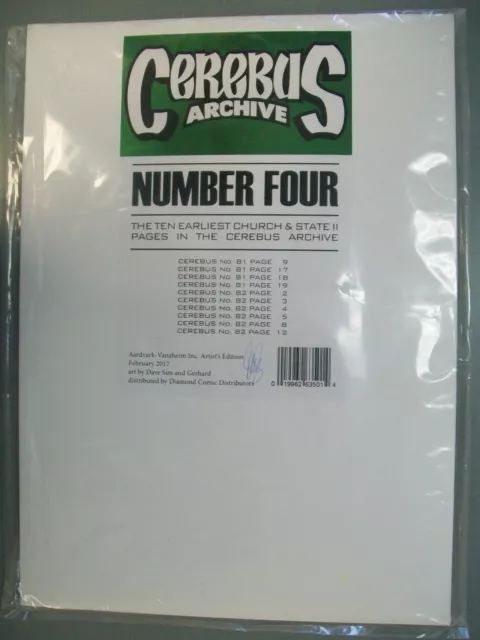 CEREBUS
ARCHIVE
NUMBER FOUR
THE TEN EARLIEST CHURCH & STATE II
PAGES IN THE CEREBUS ARCHIVE
CEREBUS No. 81 PAGE 9
CEREBUS No. 81 PAGE 17
CEREBUS No. 81 PAGE 18
CEREBUS No. 81 PAGE 19
CEREBUS No. 82 PAGE 2
CEREBUS No. 82 PAGE 3
CEREBUS No. 82 PAGE 4
CEREBUS No. 82 PAGE 5
CEREBUS No. 82 PAGE 8
CEREBUS No. 82 PAGE 12
Aardvark-Vanaheim Inc. Artist's Edition
February 2017
art by Dave Sim and Gerhard
distributed by Diamond Comic Distributors
0 19962 63501 4